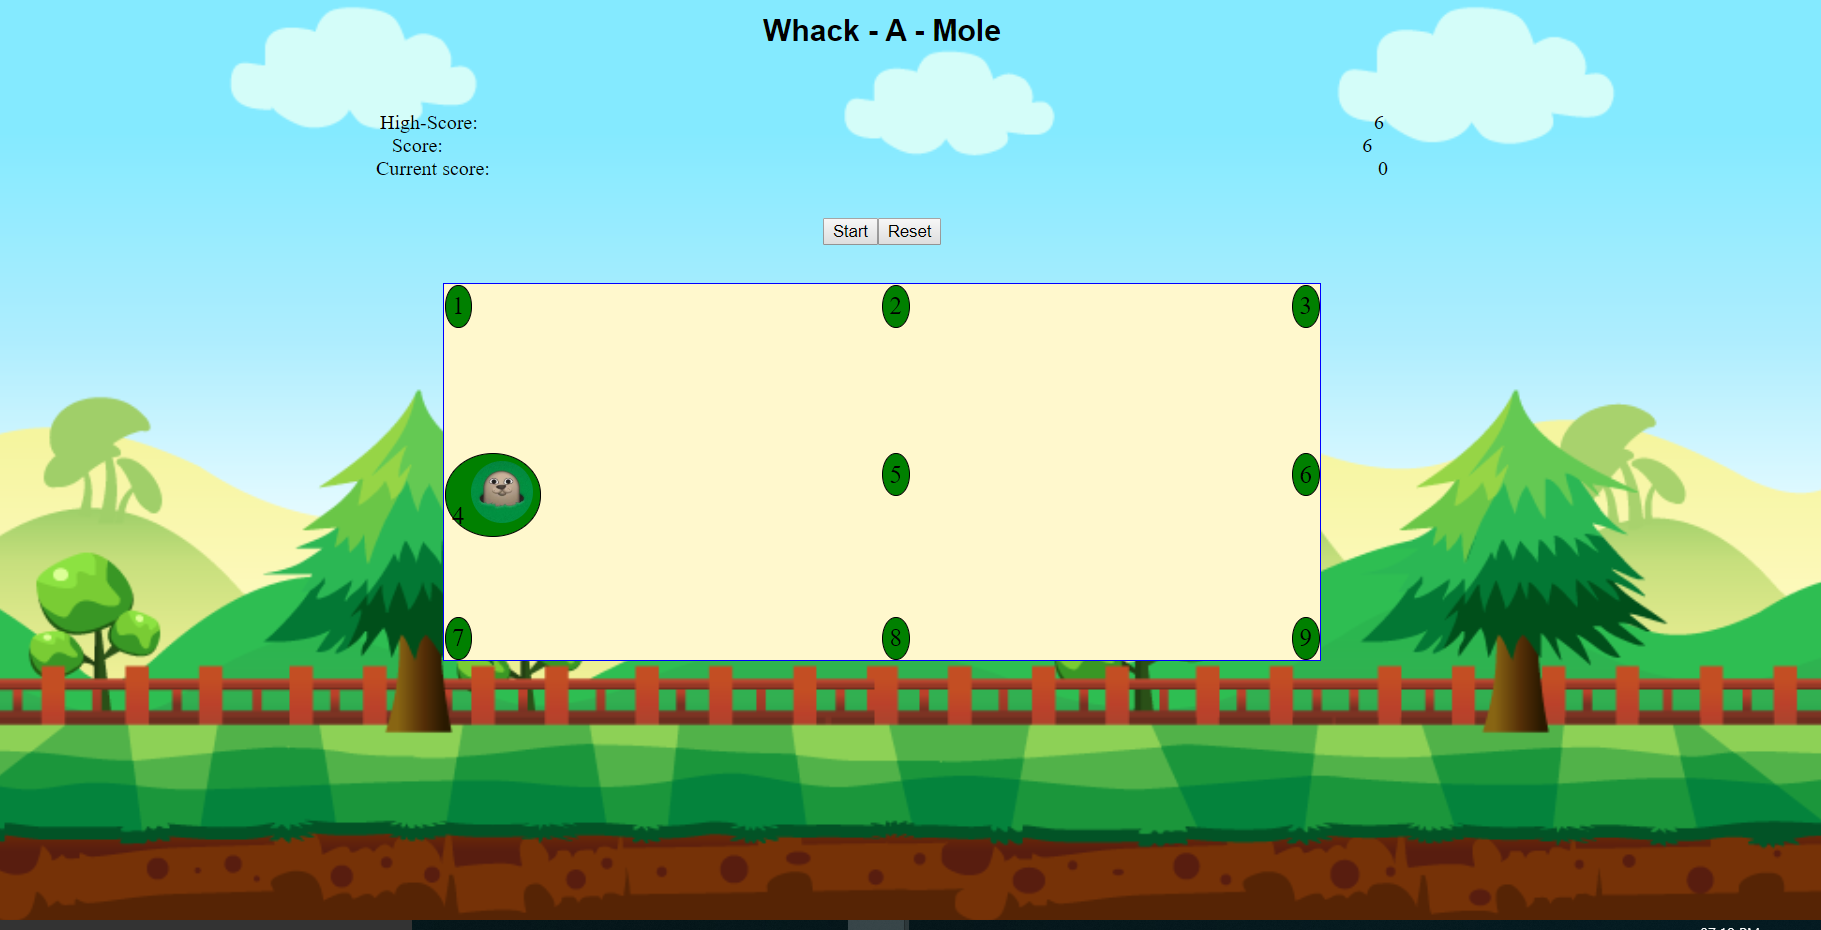 Whack - A - Mole
High-Score: 6
Score: 6
Current score: 0
Start Reset
1 2 3
4 5 6
7 8 9